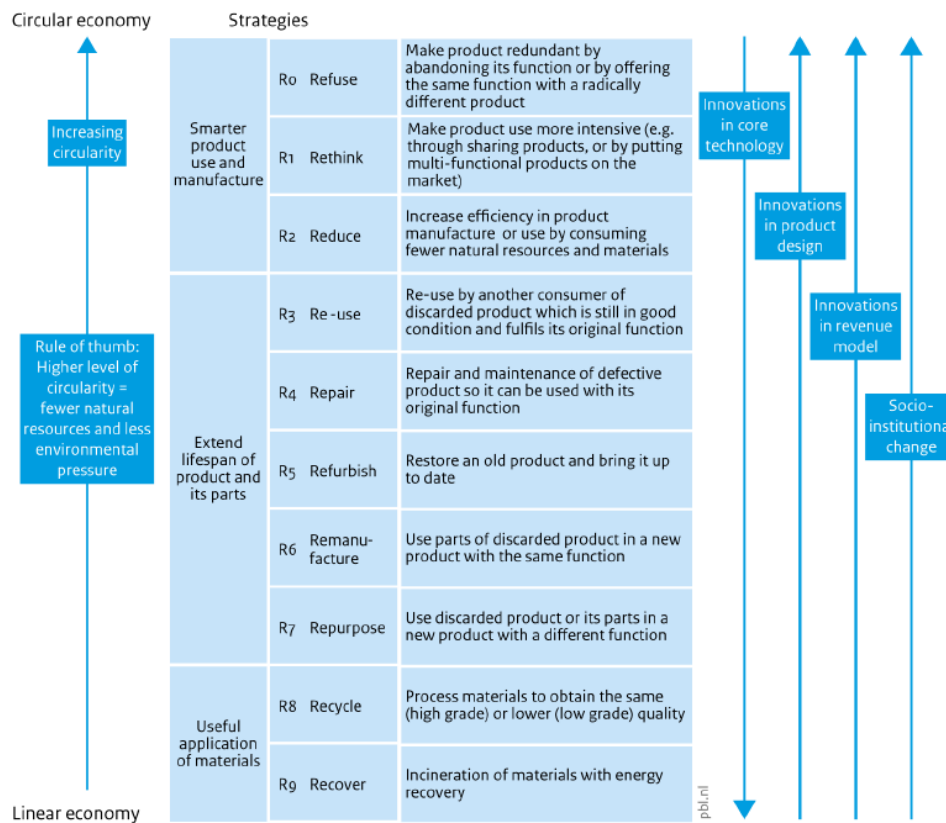 Circular economy
Strategies
Increasing
circularity
Rule of thumb:
Higher level of
circularity =
fewer natural
resources and less
environmental
pressure
Linear economy
Smarter
product
use and
manufacture
R0 Refuse
Make product redundant by
abandoning its function or by offering
the same function with a radically
different product
R1 Rethink
Make product use more intensive (e.g.
through sharing products, or by putting
multi-functional products on the
market)
R2 Reduce
Increase efficiency in product
manufacture or use by consuming
fewer natural resources and materials
Extend lifespan of
product and
its parts
R3 Re-use
Re-use by another consumer of
discarded product which is still in good
condition and fulfils its original function
R4 Repair
Repair and maintenance of defective
product so it can be used with its
original function
R5 Refurbish
Restore an old product and bring it up
to date
R6 Remanu-
facture
Use parts of discarded product in a new
product with the same function
R7 Repurpose
Use discarded product or its parts in a
new product with a different function
Useful
application
of materials
R8 Recycle
Process materials to obtain the same
(high grade) or lower (low grade) quality
R9 Recover
Incineration of materials with energy
recovery
Innovations
in core
technology
Innovations
in product
design
Innovations
in revenue
model
Socio-
institutiona
change
pbl.nl